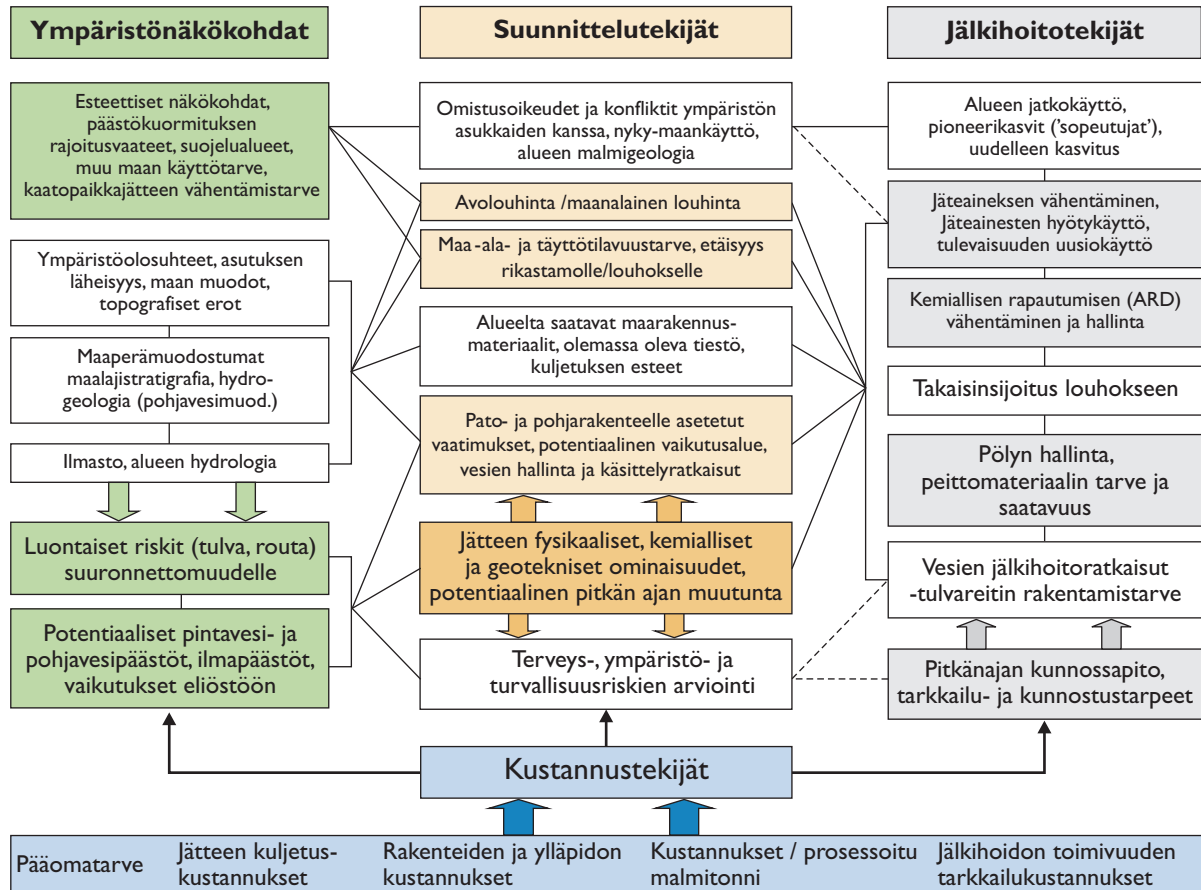 Ympäristönäkökohdat
Esteettiset näkökohdat,
päästökuormituksen
rajoitusvaateet, suojelualueet,
muu maan käyttötarve,
kaatopaikkajätteen vähentämistarve
Ympäristöolosuhteet, asutuksen
läheisyys, maan muodot,
topografiset erot
Maaperämuodostumat
maalajistratigrafia, hydro-
geologia (pohjavesimuod.)
Ilmasto, alueen hydrologia
Luontaiset riskit (tulva, routa)
suuronnettomuudelle
Potentiaaliset pintavesi- ja
pohjavesipäästöt, ilmapäästöt,
vaikutukset eliöstöön
Suunnittelutekijät
Omistusoikeudet ja konfliktit ympäristön
asukkaiden kanssa, nyky-maankäyttö,
alueen malmigeologia
Avolouhinta /maanalainen louhinta
Maa-ala- ja täyttötilavuustarve, etäisyys
rikastamolle/louhokselle
Alueelta saatavat maarakennus-
materiaalit, olemassa oleva tiestö,
kuljetuksen esteet
Pato- ja pohjarakenteelle asetetut
vaatimukset, potentiaalinen vaikutusalue,
vesien hallinta ja käsittelyratkaisut
Jätteen fysikaaliset, kemialliset
ja geotekniset ominaisuudet,
potentiaalinen pitkän ajan muutunta
Terveys-, ympäristö- ja
turvallisuusriskien arviointi
Jälkihoitotekijät
Alueen jatkokäyttö,
pioneerikasvit ('sopeutujat'),
uudelleen kasvitus
Jäteaineksen vähentäminen,
Jäteainesten hyötykäyttö,
tulevaisuuden uusiokäyttö
Kemiallisen rapautumisen (ARD)
vähentäminen ja hallinta
Takaisinsijoitus louhokseen
Pölyn hallinta,
peittomateriaalin tarve ja
saatavuus
Vesien jälkihoitoratkaisut
-tulvareitin rakentamistarve
Pitkänajan kunnossapito,
tarkkailu- ja kunnostustarpeet
Kustannustekijät
Pääomatarve
Jätteen kuljetus-
kustannukset
Rakenteiden ja ylläpidon
kustannukset
Kustannukset / prosessoitu
malmitonni
Jälkihoidon toimivuuden
tarkkailukustannukset